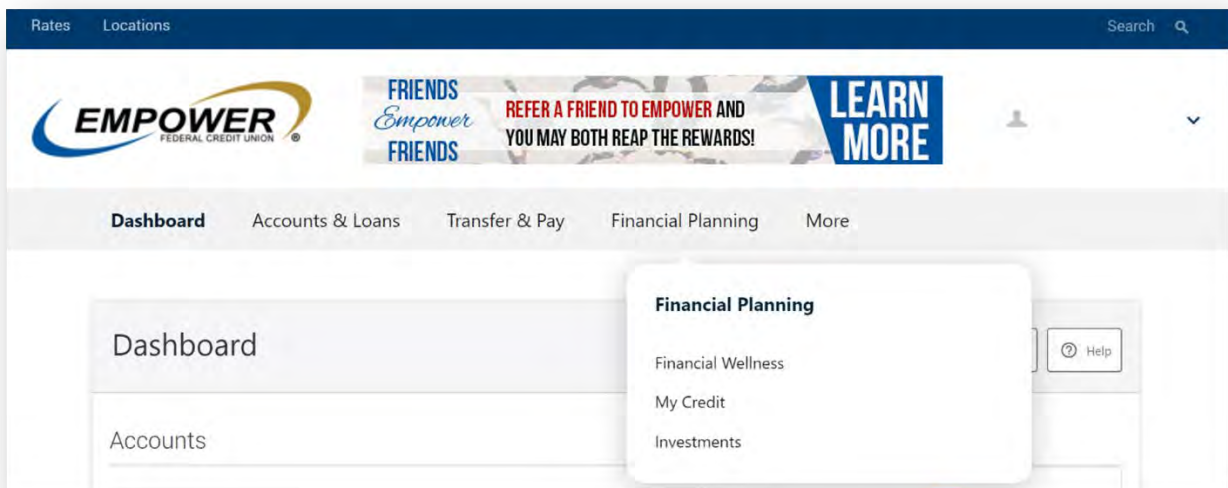 Rates Locations Search
EMPOWER
FEDERAL CREDIT UNION ®
FRIENDS
Empower
FRIENDS
REFER A FRIEND TO EMPOWER AND
YOU MAY BOTH REAP THE REWARDS!
LEARN
MORE
Dashboard Accounts & Loans Transfer & Pay Financial Planning More
Financial Planning
Financial Wellness
My Credit
Investments
Dashboard
Help
Accounts